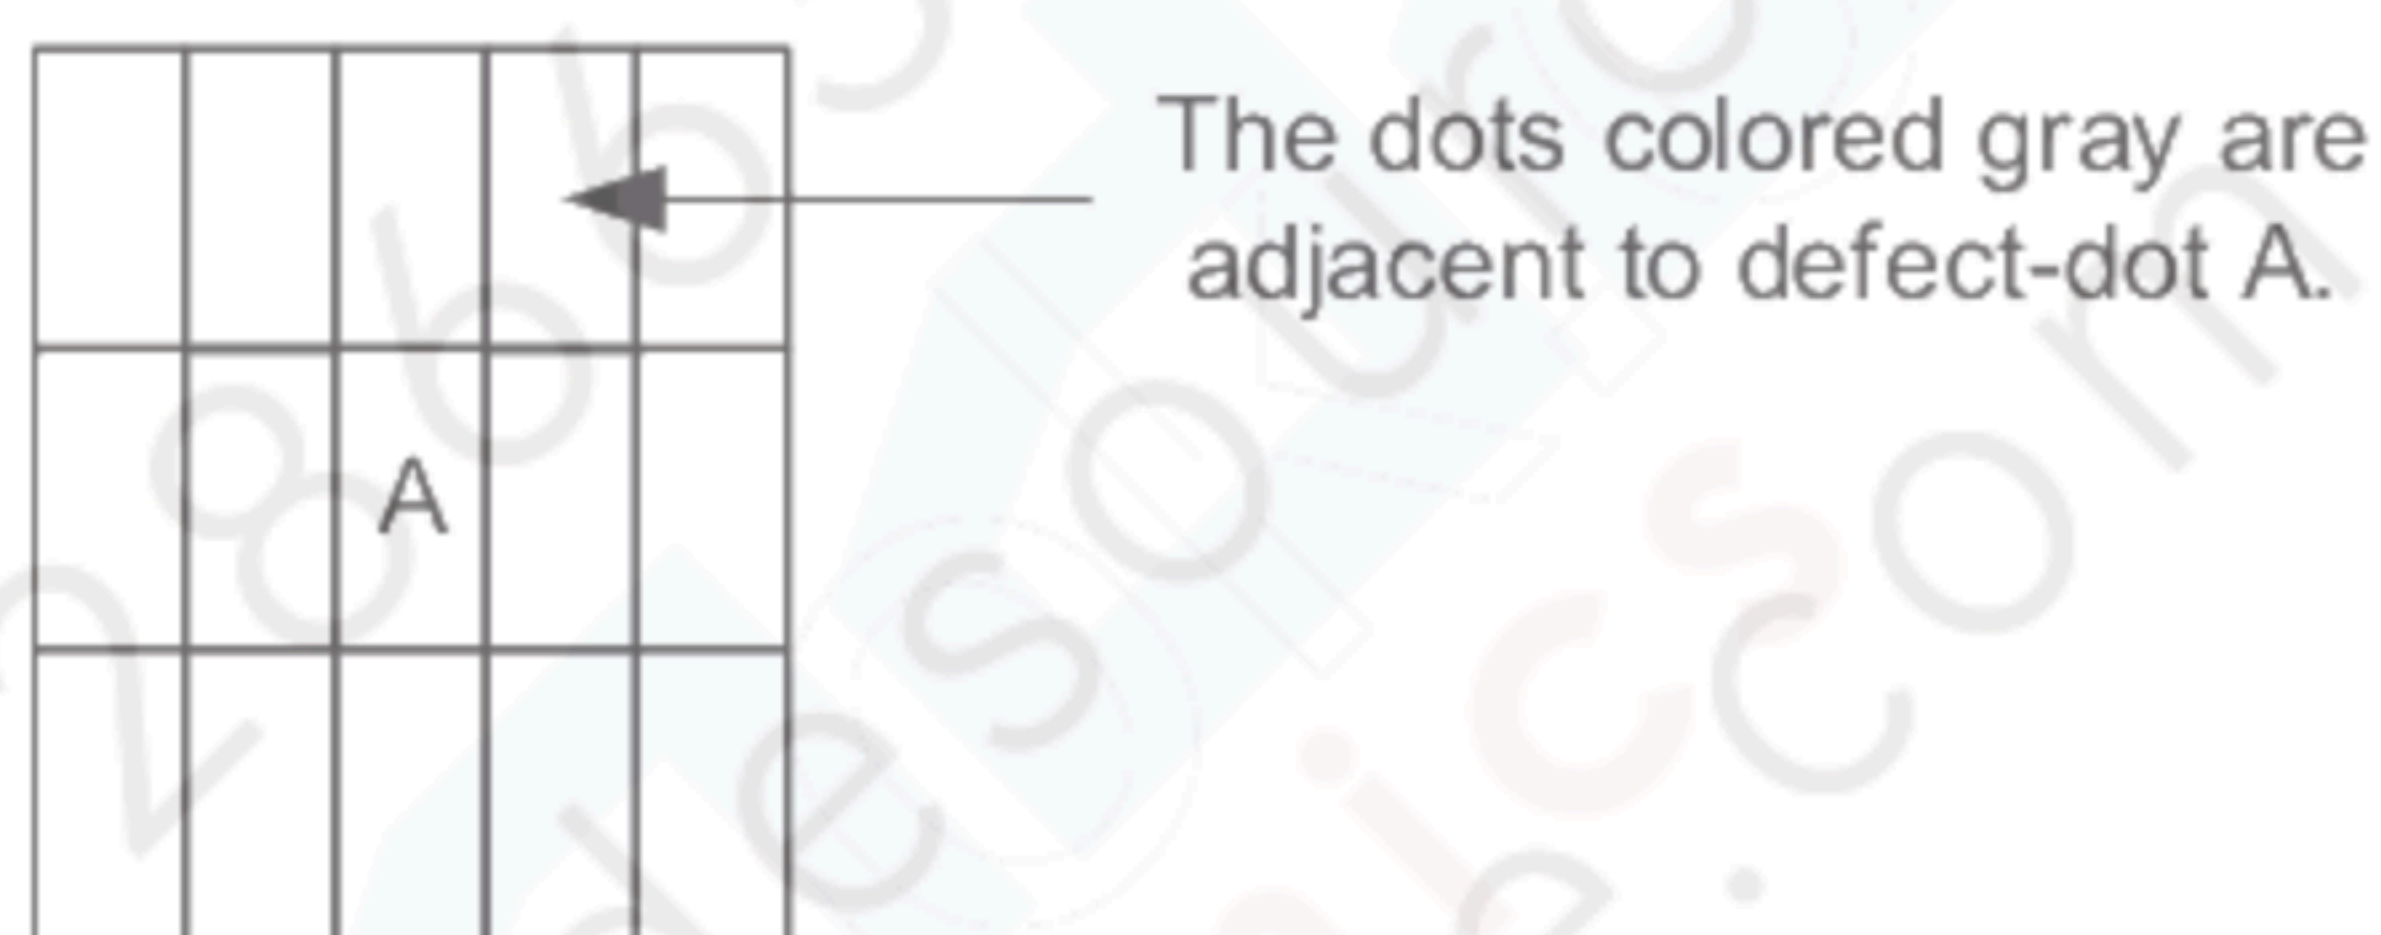 The dots colored gray are
adjacent to defect-dot A.
A